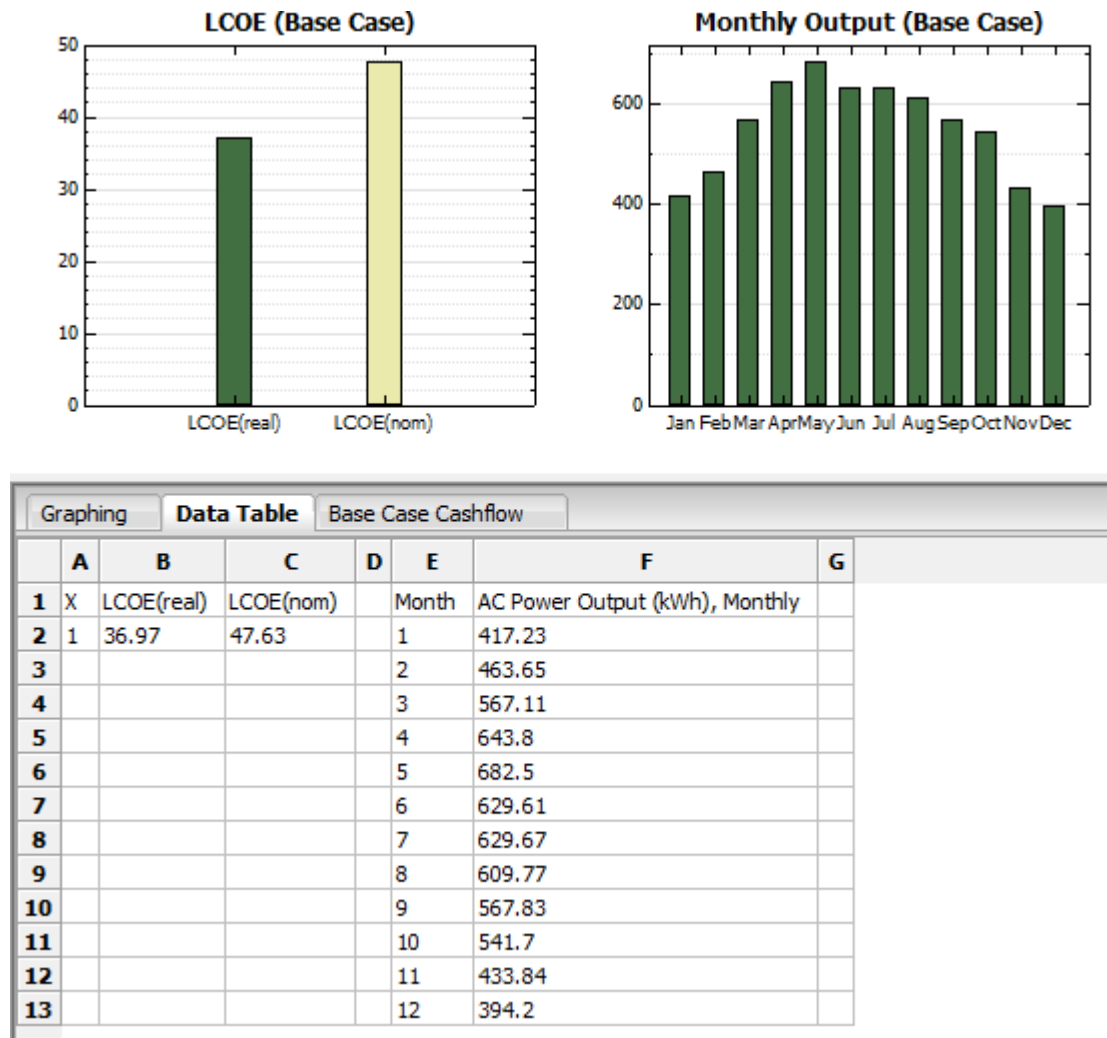 LCOE (Base Case)
50
40
30
20
10
0
LCOE(real) LCOE(nom)
Monthly Output (Base Case)
600
400
200
0
Jan Feb Mar Apr May Jun Jul Aug Sep Oct Nov Dec
Graphing Data Table Base Case Cashflow
A B C D E F G
1 X LCOE(real) LCOE(nom) Month AC Power Output (kWh), Monthly
2 1 36.97 47.63 1 417.23
3 2 463.65
4 3 567.11
5 4 643.8
6 5 682.5
7 6 629.61
8 7 629.67
9 8 609.77
10 9 567.83
11 10 541.7
12 11 433.84
13 12 394.2